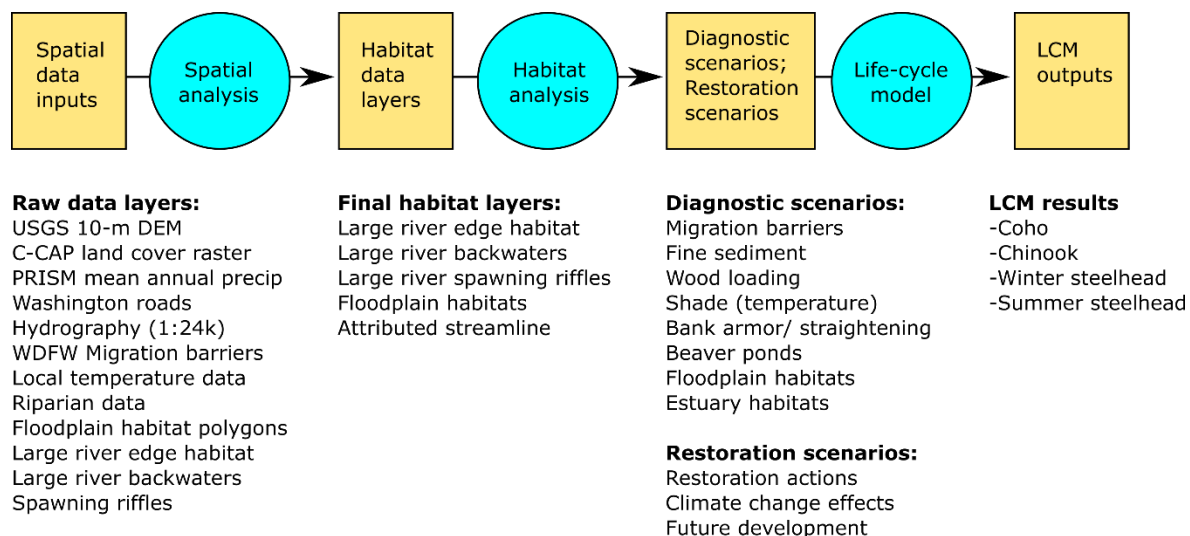 Spatial
data
inputs
Spatial
analysis
Habitat
data
layers
Habitat
analysis
Diagnostic
scenarios;
Restoration
scenarios
Life-cycle
model
LCM
outputs
Raw data layers:
USGS 10-m DEM
C-CAP land cover raster
PRISM mean annual precip
Washington roads
Hydrography (1:24k)
WDFW Migration barriers
Local temperature data
Riparian data
Floodplain habitat polygons
Large river edge habitat
Large river backwaters
Spawning riffles
Final habitat layers:
Large river edge habitat
Large river backwaters
Large river spawning riffles
Floodplain habitats
Attributed streamline
Diagnostic scenarios:
Migration barriers
Fine sediment
Wood loading
Shade (temperature)
Bank armor/ straightening
Beaver ponds
Floodplain habitats
Estuary habitats
Restoration scenarios:
Restoration actions
Climate change effects
Future development
LCM results
-Coho
-Chinook
-Winter steelhead
-Summer steelhead